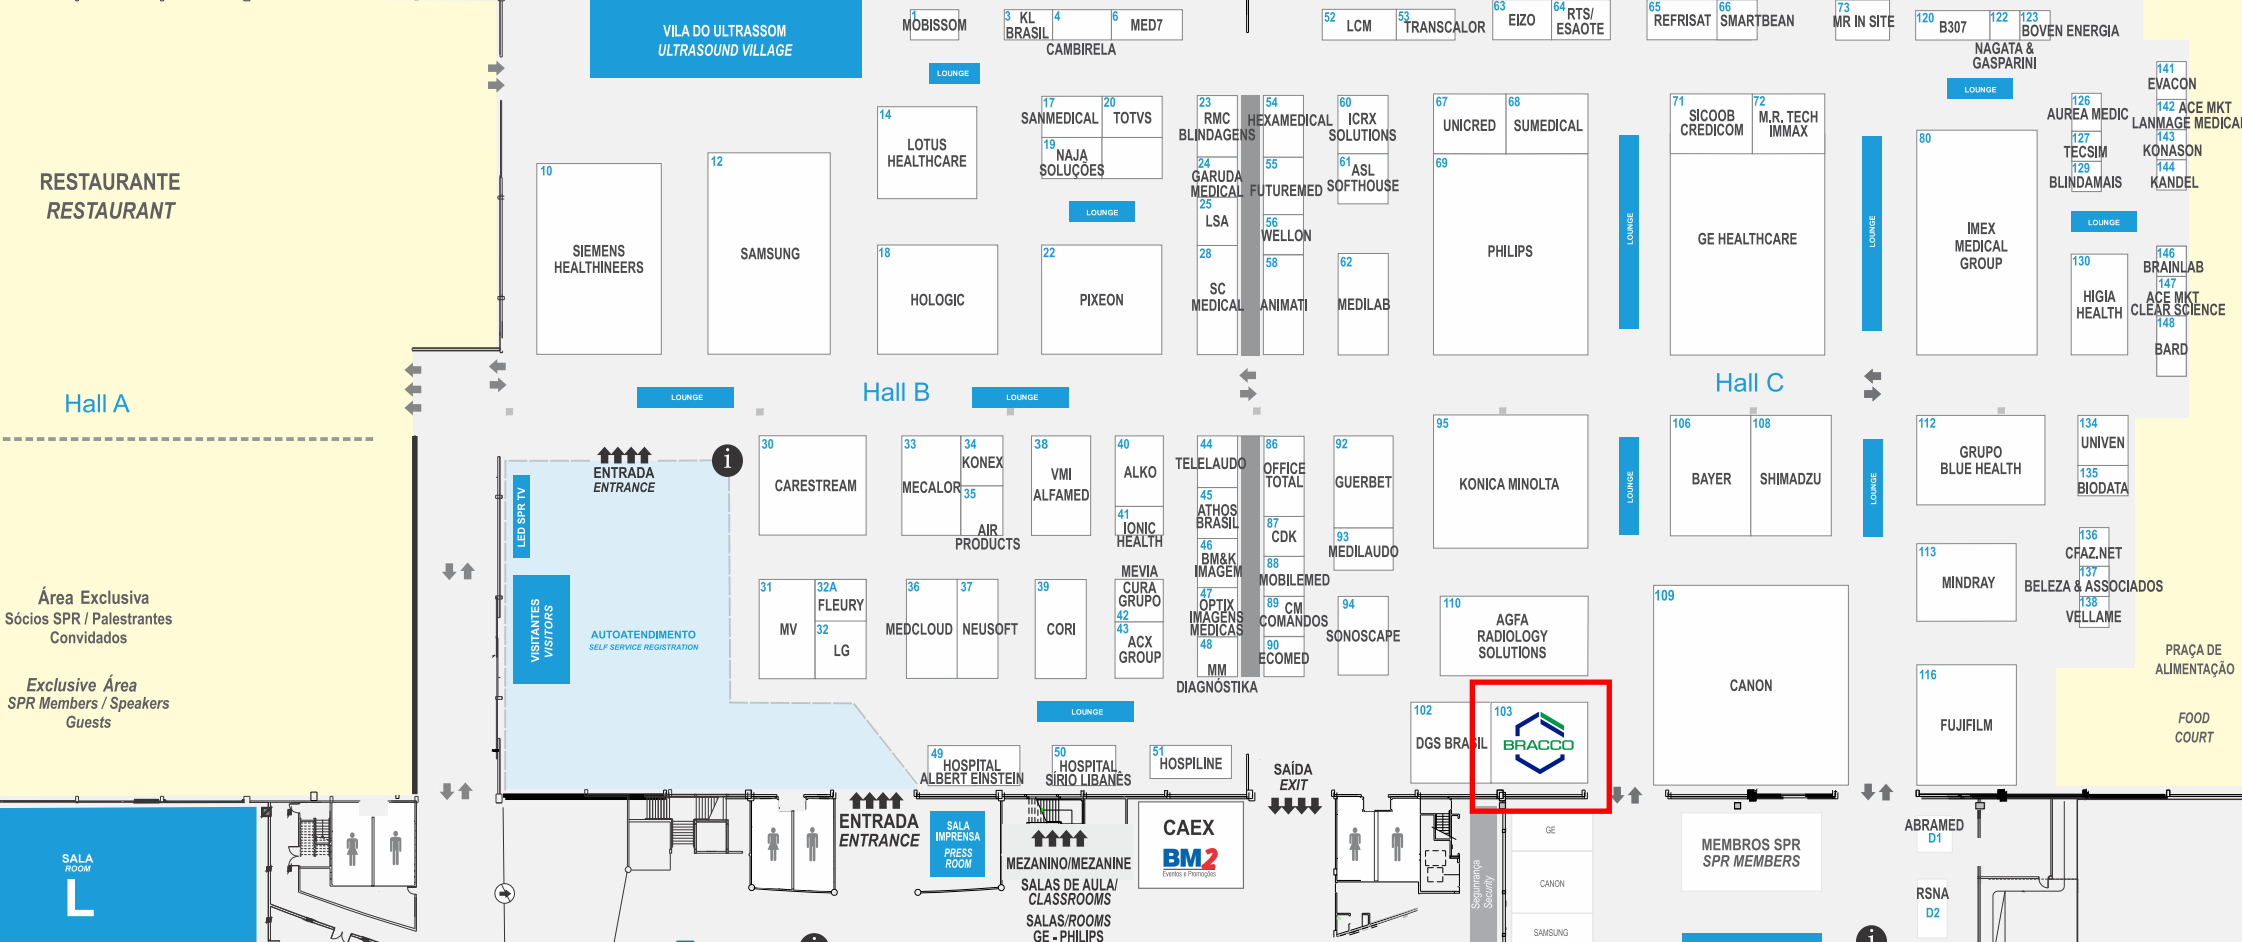 VILA DO ULTRASSOM
ULTRASOUND VILLAGE
1
MOBISSOM
3
KL
BRASIL
4
CAMBIRELA
6
MED7
52
LCM
53
TRANSCALOR
63
EIZO
64
RTS/
ESAOTE
65
REFRISAT
66
SMARTBEAN
73
MR IN SITE
120
B307
122
NAGATA &
GASPARINI
123
BOVEN ENERGIA
LOUNGE
LOUNGE
RESTAURANTE
RESTAURANT
10
SIEMENS
HEALTHINEERS
12
SAMSUNG
14
LOTUS
HEALTHCARE
17
SANMEDICAL
20
TOTVS
19
NAJA
SOLUÇÕES
LOUNGE
18
HOLOGIC
22
PIXEON
23
RMC
BLINDAGENS
24
GARUDA
MEDICAL
25
LSA
28
SC
MEDICAL
54
HEXAMEDICAL
55
FUTUREMED
56
WELLON
58
ANIMATI
60
ICRX
SOLUTIONS
61
ASL
SOFTHOUSE
62
MEDILAB
67
UNICRED
68
SUMEDICAL
69
PHILIPS
LOUNGE
71
SICOOB
CREDICOM
72
M.R. TECH
IMMAX
GE HEALTHCARE
LOUNGE
80
IMEX
MEDICAL
GROUP
126
AUREA MEDIC
127
TECSIM
129
BLINDAMAIS
LOUNGE
130
HIGIA
HEALTH
141
EVACON
142
ACE MKT
LANMAGE MEDICAL
143
KONASON
144
KANDEL
146
BRAINLAB
147
ACE MKT
CLEAR SCIENCE
148
BARD
Hall A
LOUNGE
Hall B
LOUNGE
Hall C
ENTRADA
ENTRANCE
i
LED SPR TV
VISITANTES
VISITORS
AUTOATENDIMENTO
SELF SERVICE REGISTRATION
30
CARESTREAM
33
MECALOR
34
KONEX
35
AIR
PRODUCTS
38
VMI
ALFAMED
40
ALKO
41
IONIC
HEALTH
44
TELELAUDO
45
ATHOS
BRASIL
46
BM&K
IMAGEM
47
OPTIX
IMAGENS
MÉDICAS
48
MM
DIAGNÓSTIKA
86
OFFICE
TOTAL
87
CDK
88
MOBILEMED
89
CM
COMANDOS
90
ECOMED
92
GUERBET
93
MEDILAUDO
94
SONOSCAPE
95
KONICA MINOLTA
LOUNGE
106
BAYER
108
SHIMADZU
LOUNGE
112
GRUPO
BLUE HEALTH
134
UNIVEN
135
BIODATA
136
CFAZ.NET
137
BELEZA & ASSOCIADOS
138
VELLAME
113
MINDRAY
116
FUJIFILM
109
CANON
110
AGFA
RADIOLOGY
SOLUTIONS
31
MV
32A
FLEURY
32
LG
36
MEDCLOUD
37
NEUSOFT
39
CORI
MEVIA
CURA
GRUPO
42
43
ACX
GROUP
LOUNGE
Área Exclusiva
Sócios SPR / Palestrantes
Convidados
Exclusive Área
SPR Members / Speakers
Guests
PRAÇA DE
ALIMENTAÇÃO
FOOD
COURT
102
DGS BRASIL
103
BRACCO
49
HOSPITAL
ALBERT EINSTEIN
50
HOSPITAL
SÍRIO LIBANÊS
51
HOSPILINE
SAÍDA
EXIT
ENTRADA
ENTRANCE
SALA
IMPRENSA
PRESS
ROOM
MEZANINO/MEZANINE
SALAS DE AULA/
CLASSROOMS
SALAS/ROOMS
GE - PHILIPS
CAEX
BM2
Eventos e Promoções
Segunrança
Security
GE
CANON
SAMSUNG
MEMBROS SPR
SPR MEMBERS
ABRAMED
D1
RSNA
D2
SALA
ROOM
L
i
i